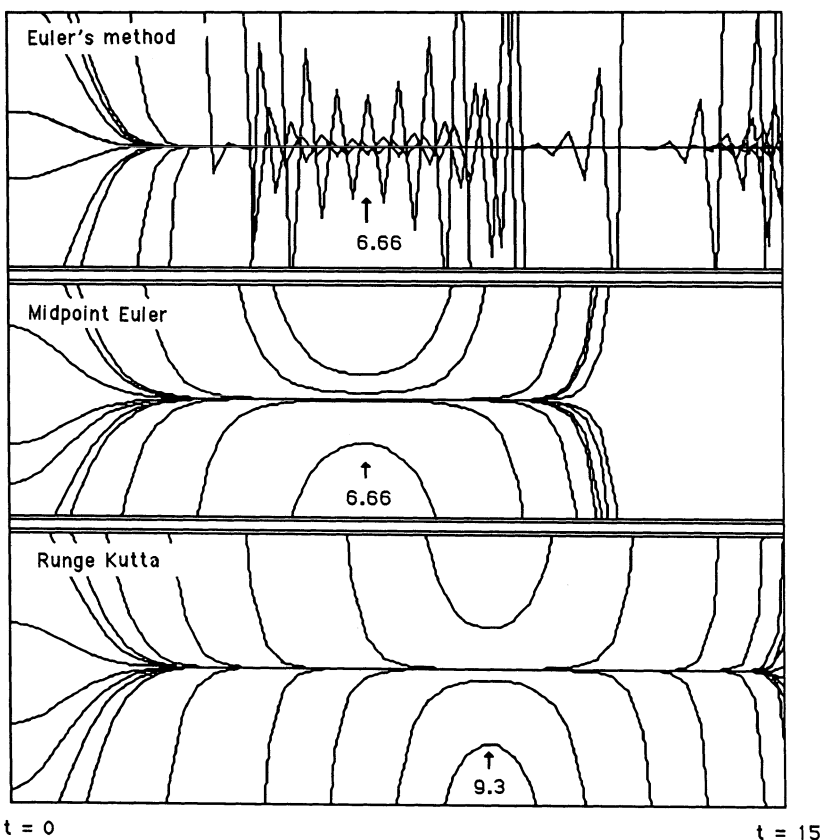 Euler's method
6.66
Midpoint Euler
6.66
Runge Kutta
9.3
t = 0
t = 15